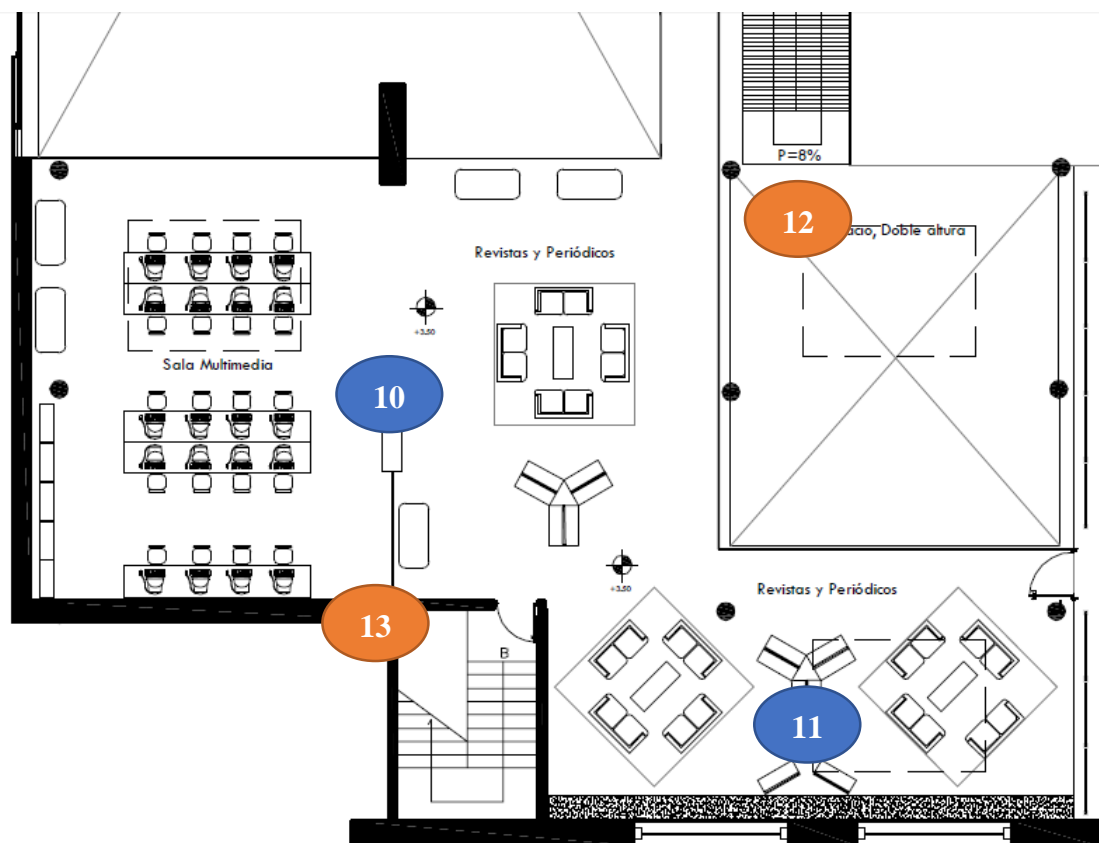 P=8%
12
acio, Doble altura
Revistas y Periódicos
+3.50
Sala Multimedia
10
+3.50
Revistas y Periódicos
13
B
11